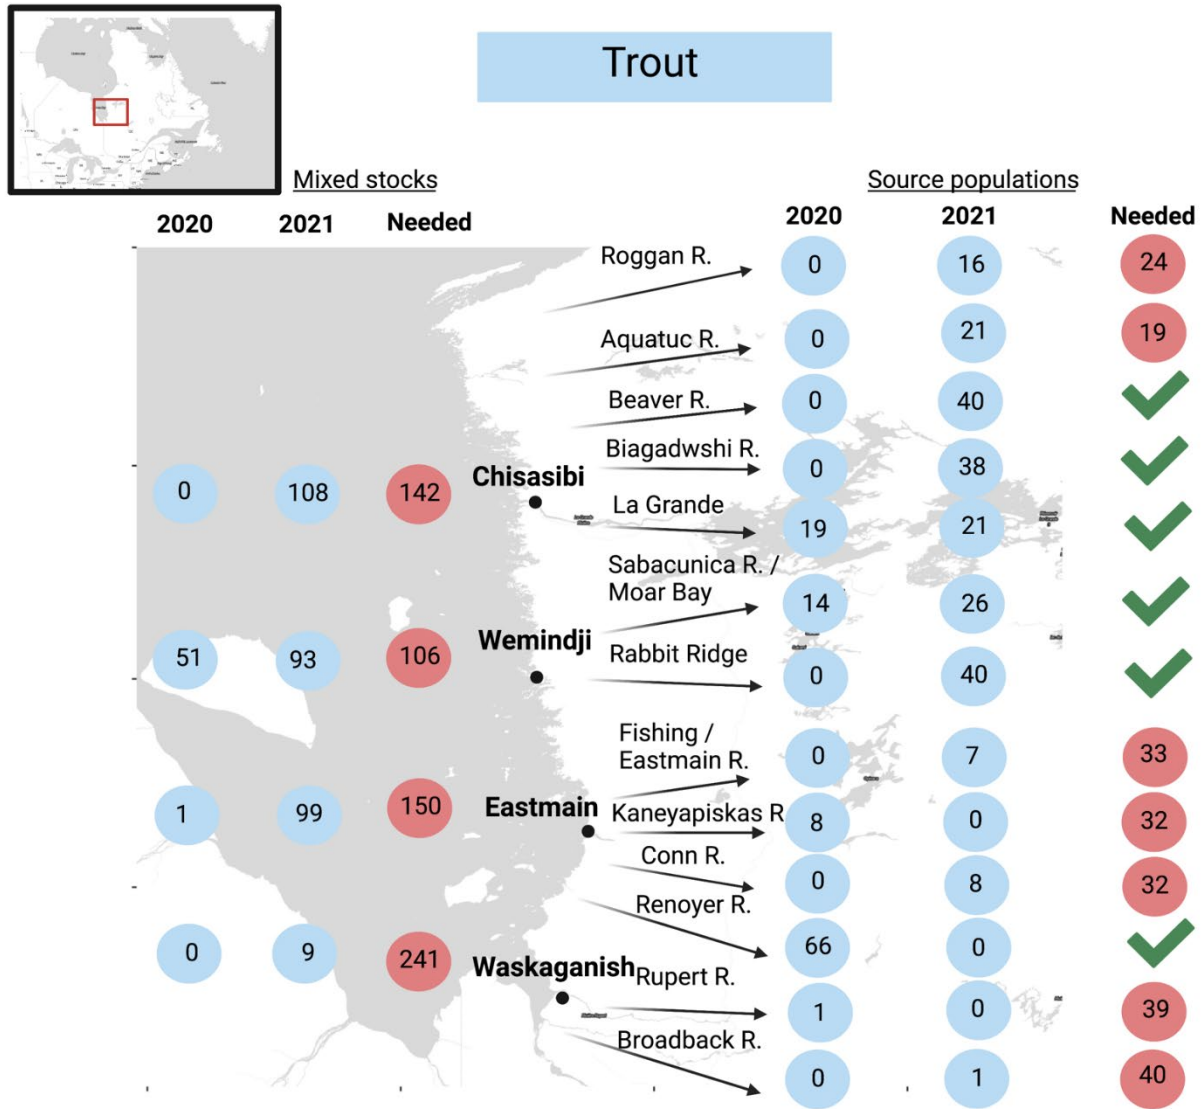 Trout
Mixed stocks
Source populations
2020 2021 Needed
2020 2021 Needed
Roggan R.
0 16 24
Aquatuc R.
0 21 19
Beaver R.
0 40
Biagadwshi R.
0 38
Chisasibi
0 108 142
La Grande
19 21
Sabacunica R. /
Moar Bay
14 26
Wemindji
51 93 106
Rabbit Ridge
0 40
Fishing /
Eastmain R.
0 7 33
Eastmain
1 99 150
Kaneyapiskas R
8 0 32
Conn R.
0 8 32
Renoyer R.
66 0
Waskaganish
0 9 241
Rupert R.
1 0 39
Broadback R.
0 1 40